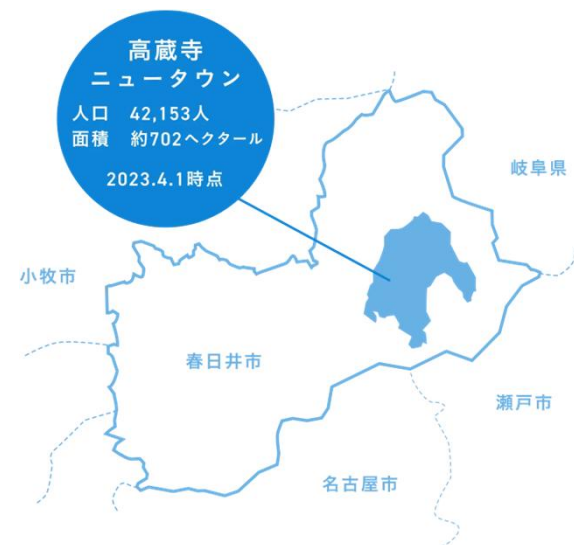 高蔵寺
ニュータウン
人口 42,153人
面積 約702ヘクタール
2023.4.1時点
岐阜県
小牧市
春日井市
瀬戸市
名古屋市